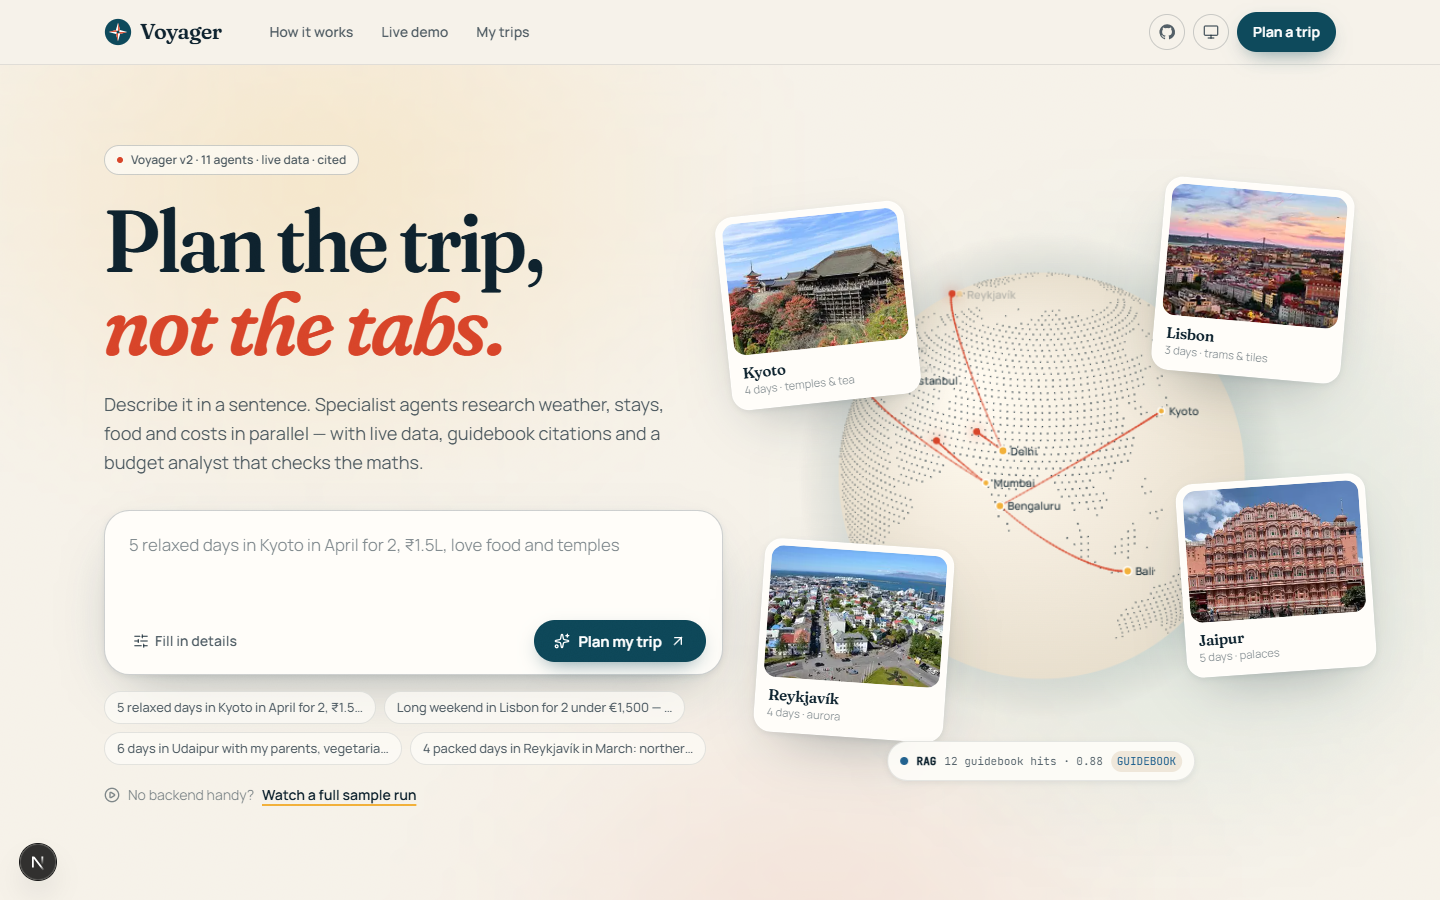 Voyager
How it works
Live demo
My trips
Plan a trip
Voyager v2 · 11 agents · live data · cited
Plan the trip,
not the tabs.
Describe it in a sentence. Specialist agents research weather, stays,
food and costs in parallel — with live data, guidebook citations and a
budget analyst that checks the maths.
5 relaxed days in Kyoto in April for 2, ₹1.5L, love food and temples
Fill in details
Plan my trip
5 relaxed days in Kyoto in April for 2, ₹1.5…
Long weekend in Lisbon for 2 under €1,500 — …
6 days in Udaipur with my parents, vegetaria…
4 packed days in Reykjavík in March: norther…
No backend handy? Watch a full sample run
N
Kyoto
4 days · temples & tea
Lisbon
3 days · trams & tiles
Reykjavík
stanbul
Kyoto
Delhi
Mumbai
Bengaluru
Bali
Jaipur
5 days · palaces
Reykjavík
4 days · aurora
RAG 12 guidebook hits · 0.88 GUIDEBOOK